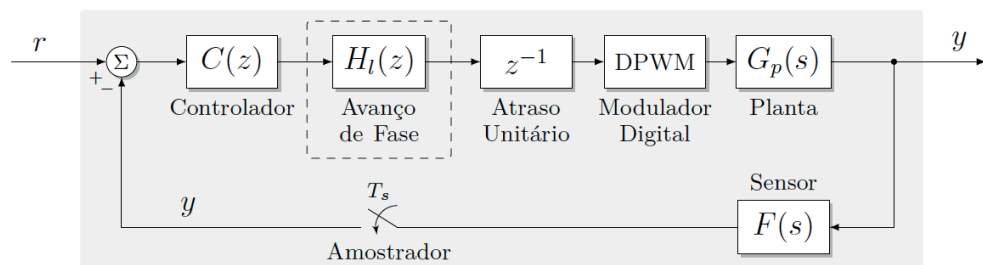 r
y
+
−
Σ
C(z)
Controlador
H_l(z)
Avanço
de Fase
z^{-1}
Atraso
Unitário
DPWM
Modulador
Digital
G_p(s)
Planta
y
T_s
Amostrador
Sensor
F(s)